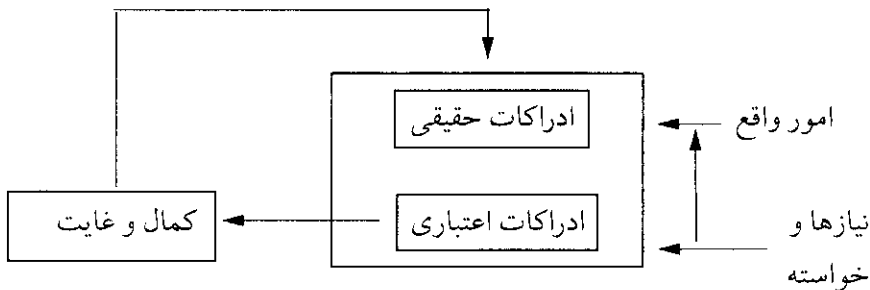 ادراکات حقیقی
امور واقع
ادراکات اعتباری
کمال و غایت
نیازها و
خواسته